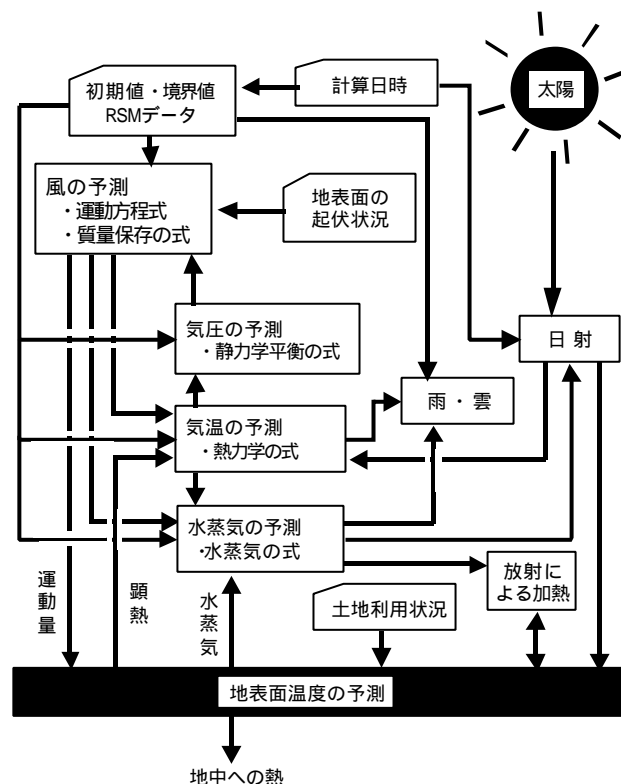 初期値・境界値
RSMデータ
計算日時
太陽
風の予測
・運動方程式
・質量保存の式
地表面の
起伏状況
気圧の予測
・静力学平衡の式
日射
雨・雲
気温の予測
・熱力学の式
水蒸気の予測
・水蒸気の式
放射に
よる加熱
運動量
顕熱
水蒸気
土地利用状況
地表面温度の予測
地中への熱